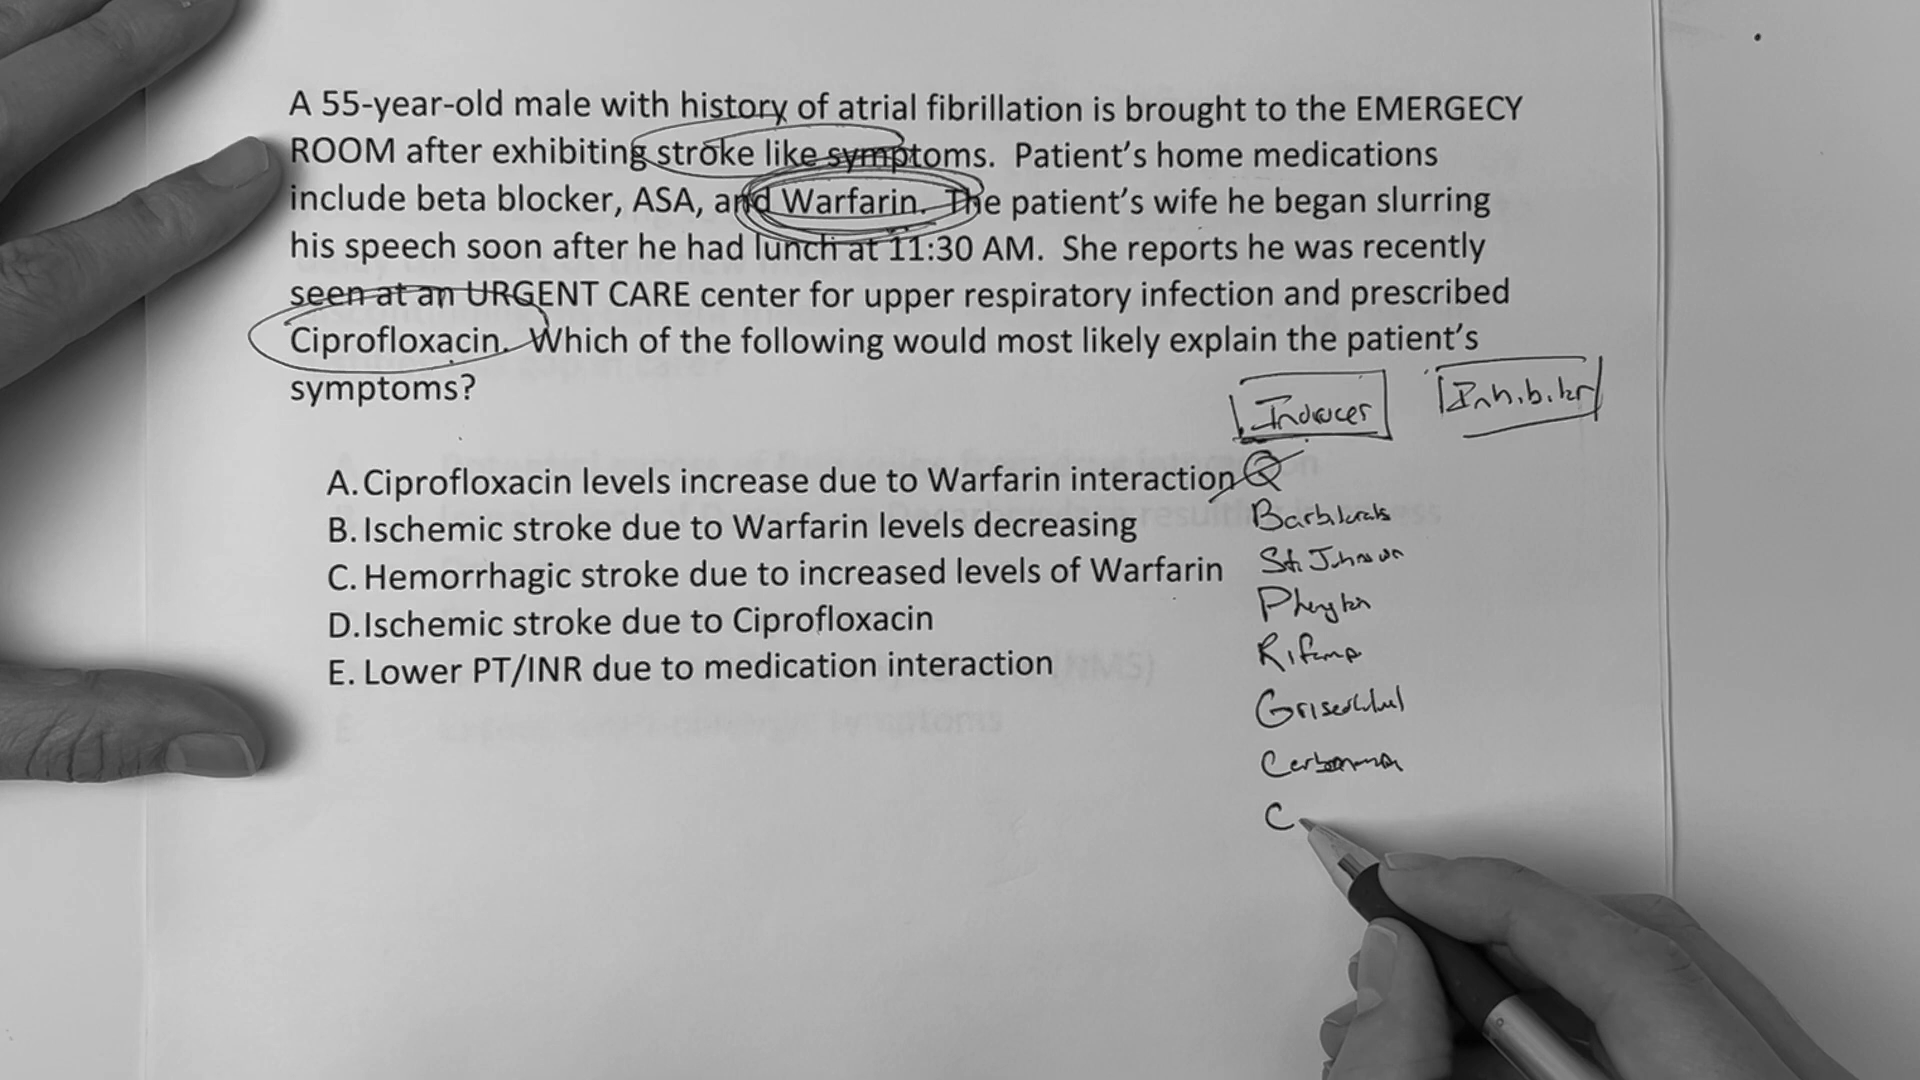 A 55-year-old male with history of atrial fibrillation is brought to the EMERGECY
ROOM after exhibiting stroke like symptoms. Patient's home medications
include beta blocker, ASA, and Warfarin. The patient's wife he began slurring
his speech soon after he had lunch at 11:30 AM. She reports he was recently
seen at an URGENT CARE center for upper respiratory infection and prescribed
Ciprofloxacin. Which of the following would most likely explain the patient's
symptoms?
Inducer
Inhibitor
A. Ciprofloxacin levels increase due to Warfarin interaction
Q
B. Ischemic stroke due to Warfarin levels decreasing
C. Hemorrhagic stroke due to increased levels of Warfarin
D. Ischemic stroke due to Ciprofloxacin
E. Lower PT/INR due to medication interaction
St. John
Rifamp
C